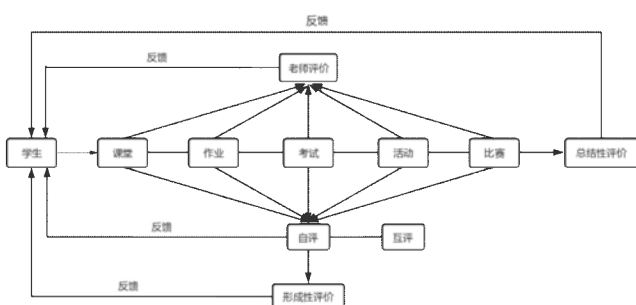 反馈
反馈
老师评价
学生
课堂
作业
考试
活动
比赛
总结性评价
反馈
自评
互评
反馈
形成性评价